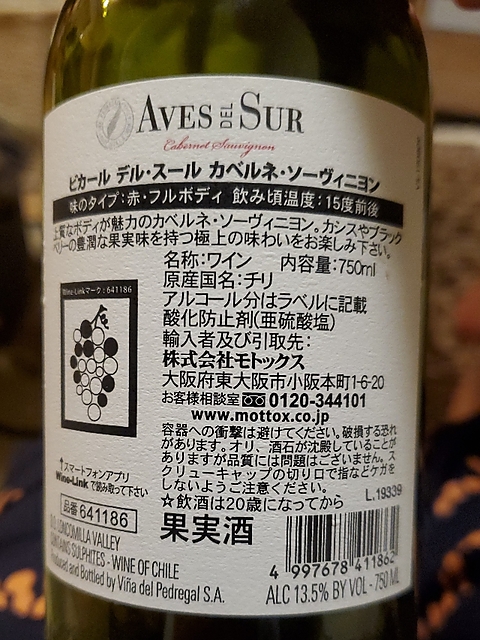 AVES DEL SUR
Cabernet Sauvignon
ビカール デル・スール カベルネ・ソーヴィニヨン
味のタイプ:赤・フルボディ 飲み頃温度:15度前後
上質なボディが魅力のカベルネ・ソーヴィニヨン。カシスやブラック
ベリーの豊潤な果実味を持つ極上の味わいをお楽しみ下さい。
名称:ワイン 内容量:750ml
原産国名:チリ
アルコール分はラベルに記載
酸化防止剤(亜硫酸塩)
輸入者及び引取先:
株式会社モトックス
大阪府東大阪市小阪本町1-6-20
お客様相談室 0120-344101
www.mottox.co.jp
Wine-Linkマーク:641186
容器への衝撃は避けてください。破損する恐れ
があります。オリ、酒石が沈殿していることが
ありますが品質には問題はございません。ス
クリューキャップの切り口で指などケガを
しないようご注意ください。
↑スマートフォンアプリ
Wine-Linkで読み取って下さい
L.19339
☆飲酒は20歳になってから
品番 641186
果実酒
D.O. LONCOMILLA VALLEY
CONTAINS SULPHITES - WINE OF CHILE
Produced and Bottled by Viña del Pedregal S.A.
4 997678 411862
ALC 13.5% BY VOL - 750 ML